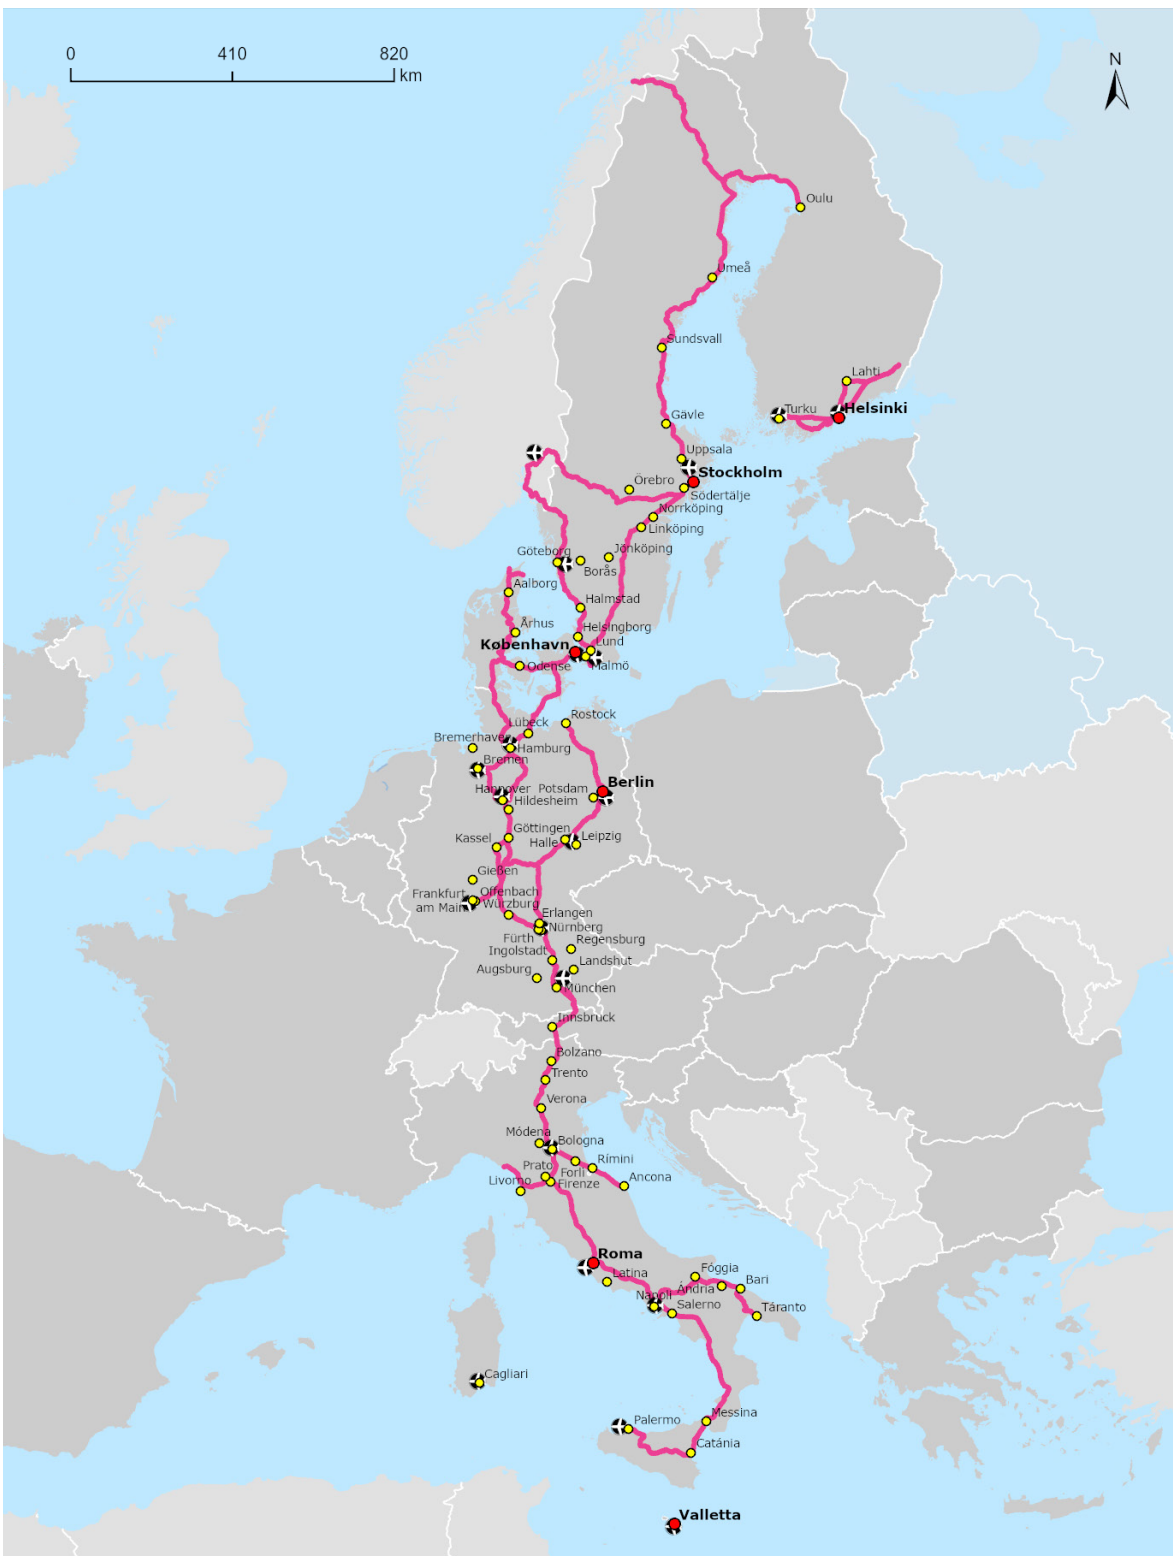 0 410 820
km
N
Oulu
Umeå
Sundsvall
Lahti
Turku
Helsinki
Gävle
Uppsala
Stockholm
Örebro
Södertälje
Norrköping
Linköping
Göteborg
Jönköping
Borås
Aalborg
Halmstad
Århus
Helsingborg
København
Lund
Odense
Malmö
Rostock
Lübeck
Bremerhaven
Hamburg
Bremen
Berlin
Hannover
Potsdam
Hildesheim
Göttingen
Leipzig
Kassel
Halle
Gießen
Frankfurt
am Main
Offenbach
Würzburg
Erlangen
Nürnberg
Fürth
Regensburg
Ingolstadt
Landshut
Augsburg
München
Innsbruck
Bolzano
Trento
Verona
Módena
Bologna
Rímini
Prato
Forlì
Ancona
Livorno
Firenze
Roma
Latina
Fóggia
Ándria
Bari
Napoli
Salerno
Táranto
Cagliari
Palermo
Messina
Catánia
Valletta